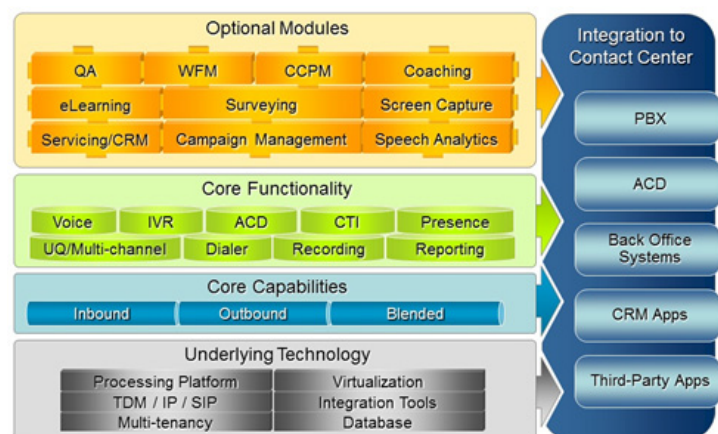 Optional Modules
QA WFM CCPM Coaching
eLearning Surveying Screen Capture
Servicing/CRM Campaign Management Speech Analytics
Core Functionality
Voice IVR ACD CTI Presence
UQ/Multi-channel Dialer Recording Reporting
Core Capabilities
Inbound Outbound Blended
Underlying Technology
Processing Platform Virtualization
TDM / IP / SIP Integration Tools
Multi-tenancy Database
Integration to
Contact Center
PBX
ACD
Back Office
Systems
CRM Apps
Third-Party Apps